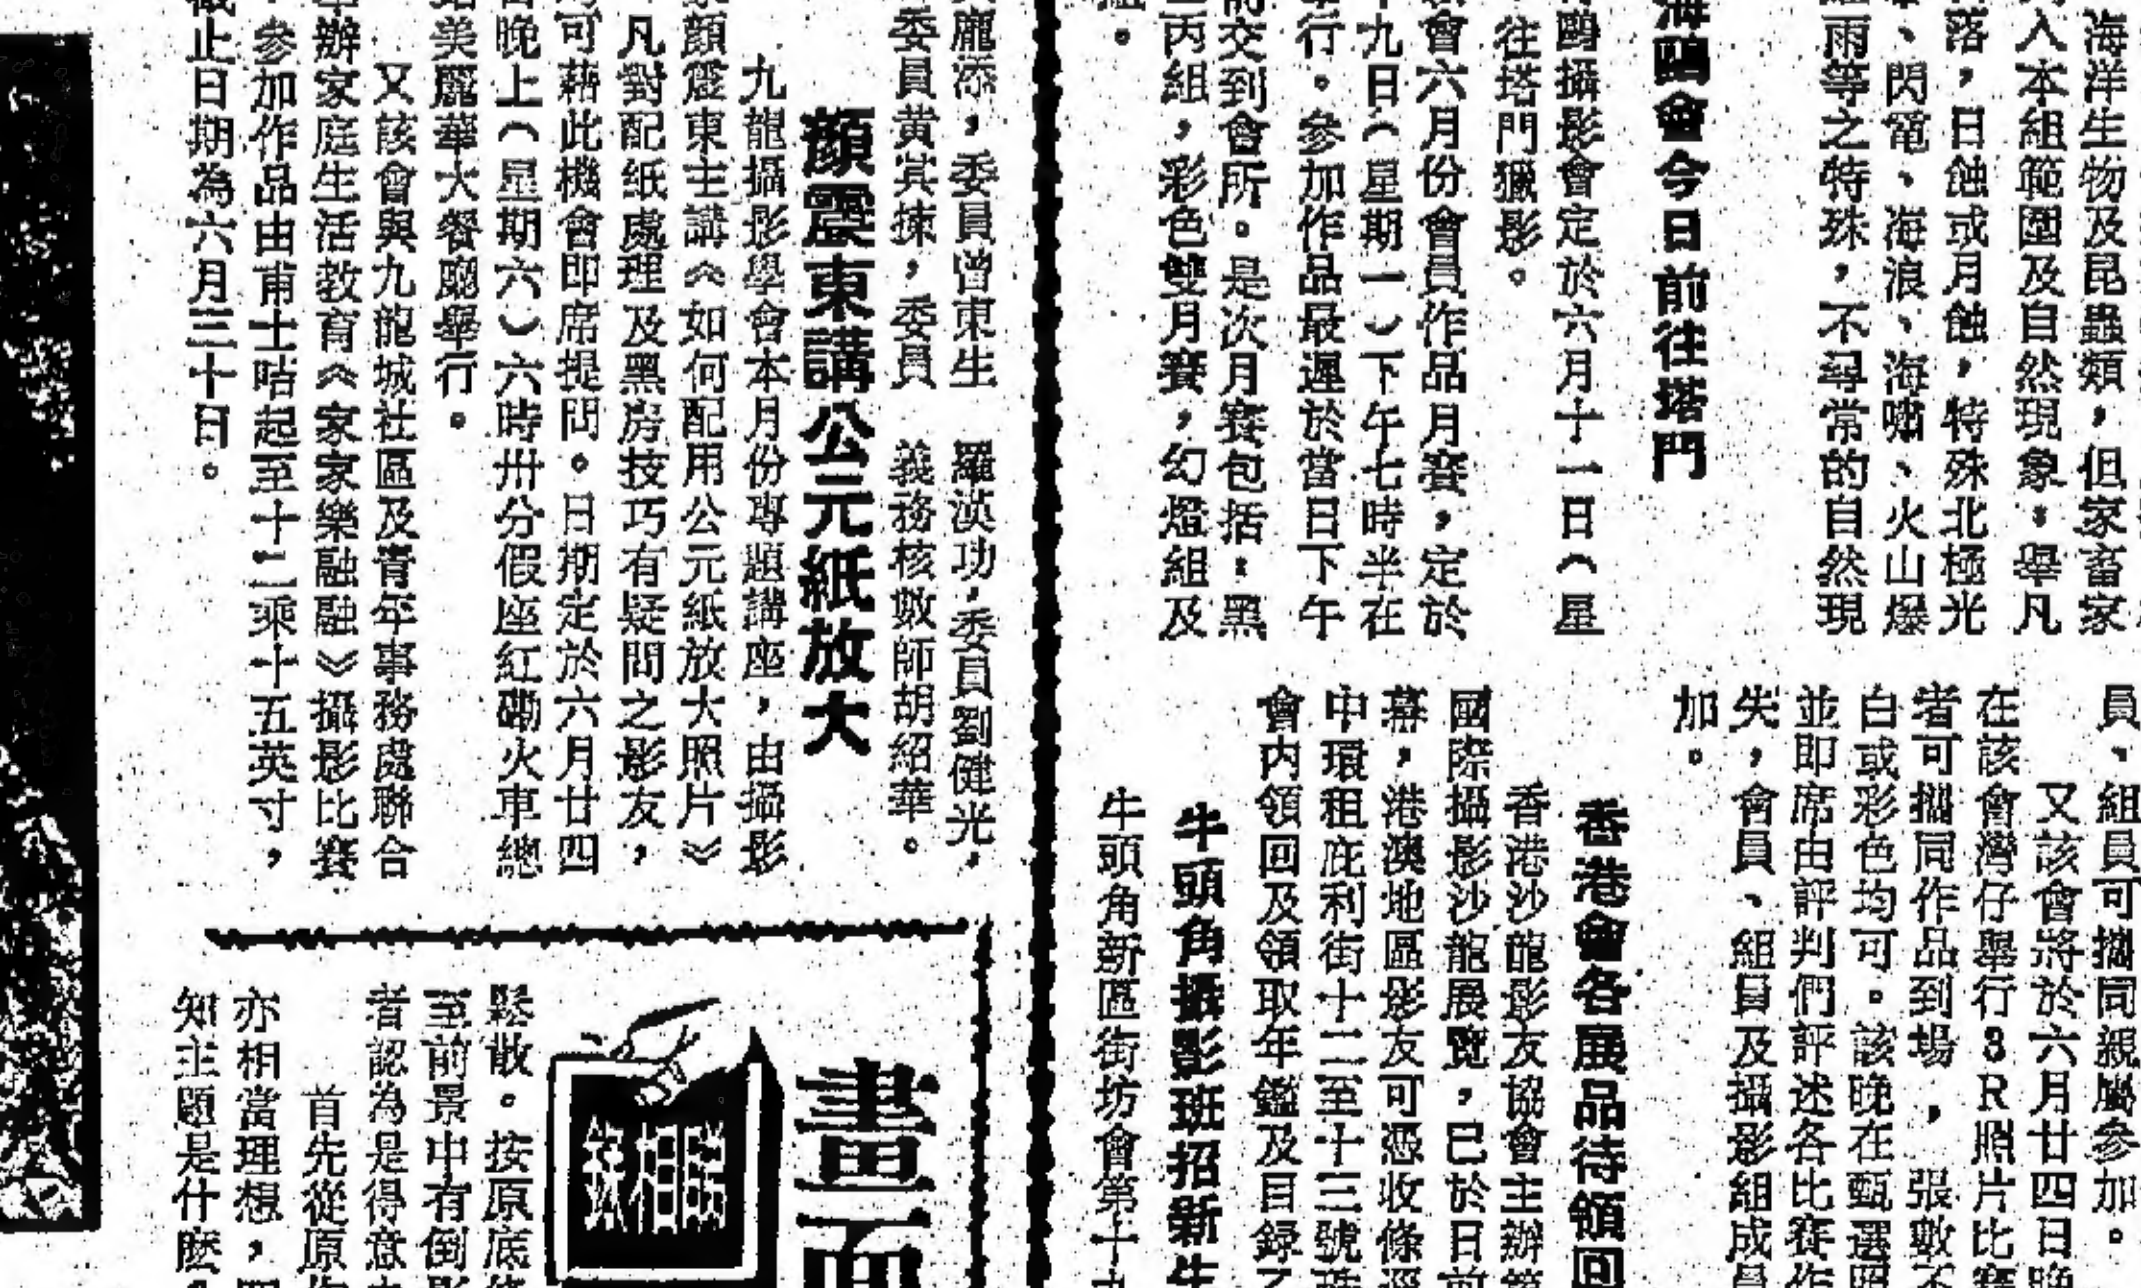 海洋生物及昆蟲類，但家畜家
入本組範圍及自然現象。舉凡
落，日蝕或月蝕，特殊北極光
、閃電、海浪、海嘯、火山爆
雨等之特殊，不尋常的自然現
海鷗會今日前往塔門
鷗攝影會定於六月十一日（星
往塔門獵影。
會六月份會員作品月賽，定於
九日（星期一）下午七時半在
行。參加作品最遲於當日下午
前交到會所。是次月賽包括：黑
丙組，彩色雙月賽，幻燈組及
員、組員可攜同親屬參加。
又該會將於六月廿四日晚
在該會灣仔舉行3R照片比賽
者可攜同作品到場，張數不
白或彩色均可。該晚在甄選照
並即席由評判們評述各比賽作
失，會員、組員及攝影組成員
加。
香港會各展品待領回
香港沙龍影友協會主辦
國際攝影沙龍展覽，已於日前
幕，港澳地區影友可憑收條逕
中環租庇利街十二至十三號
會內領回及領取年鑑及目録
牛頭角攝影班招新生
牛頭角新區街坊會第十九
龐添，委員曾東生　羅漢功，委員劉健光，
委員黄其揀，委員　義務核數師胡紹華。
顏震東講公元紙放大
九龍攝影學會本月份專題講座，由攝影
家顏震東主講《如何配用公元紙放大照片》
，凡對配紙處理及黑房技巧有疑問之影友，
均可藉此機會即席提問。日期定於六月廿四
日晚上（星期六）六時卅分假座紅磡火車總
站美麗華大餐廳舉行。
又該會與九龍城社區及青年事務處聯合
舉辦家庭生活教育《家家樂融融》攝影比賽
，參加作品由甫士咭起至十二乘十五英寸，
截止日期為六月三十日。
畫面
鬆散。按原底
至前景中有倒影
者認為是得意
首先從原作
亦相當理想，
知主題是什麼